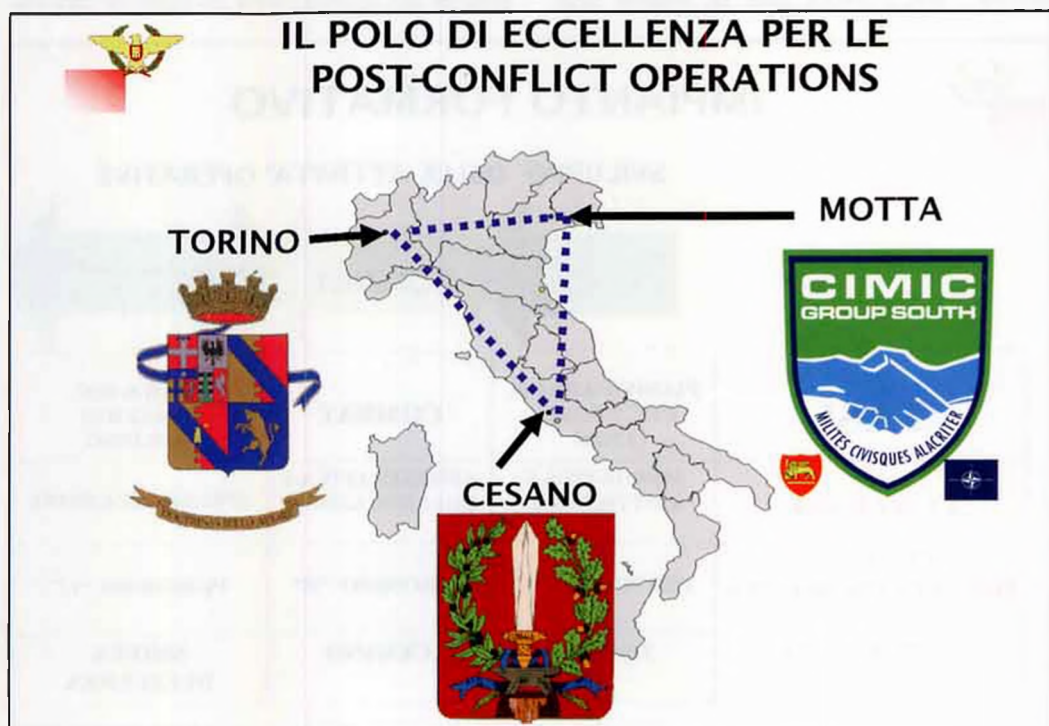 IL POLO DI ECCELLENZA PER LE
POST-CONFLICT OPERATIONS
MOTTA
TORINO
CIMIC
GROUP SOUTH
MILITES CIVISQUES ALACRITER
CESANO